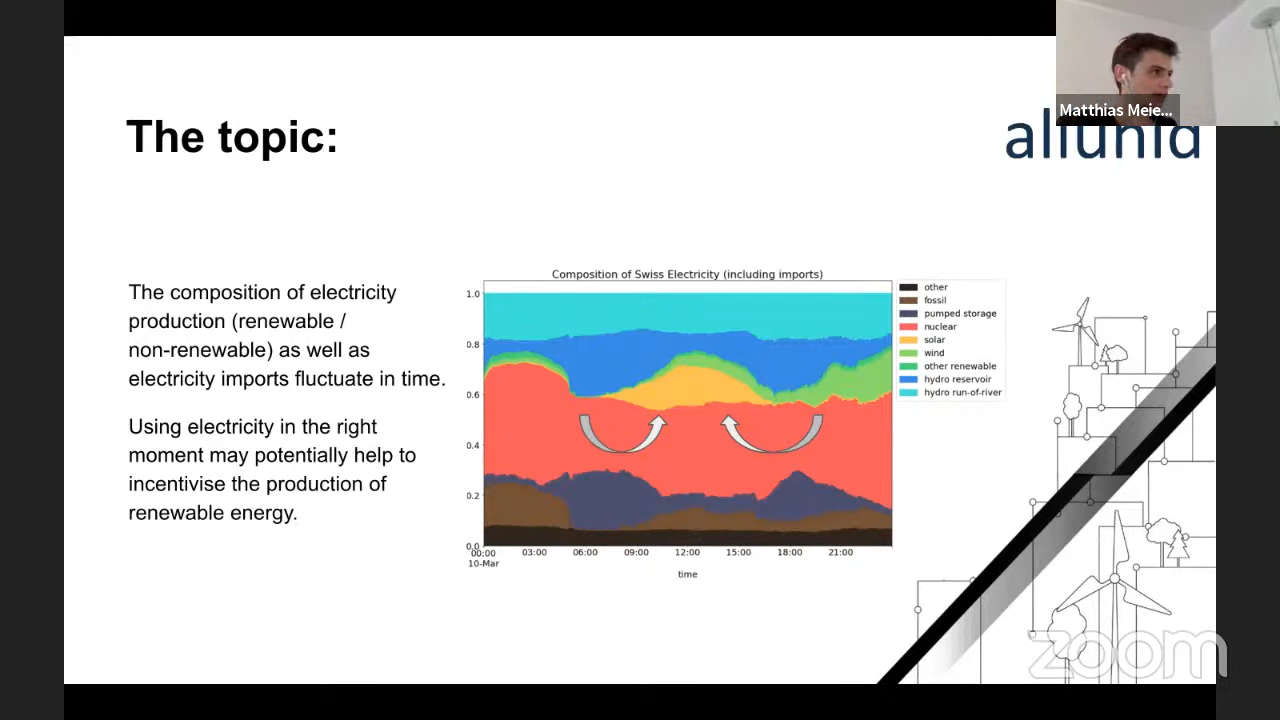 Matthias Meie...
The topic:
The composition of electricity
production (renewable /
non-renewable) as well as
electricity imports fluctuate in time.
Using electricity in the right
moment may potentially help to
incentivise the production of
renewable energy.
Composition of Swiss Electricity (including imports)
1.0
0.8
0.6
0.4
0.2
0.0
00:00
03:00
06:00
09:00
12:00
15:00
18:00
21:00
10-Mar
time
other
fossil
pumped storage
nuclear
solar
wind
other renewable
hydro reservoir
hydro run-of-river
zoom